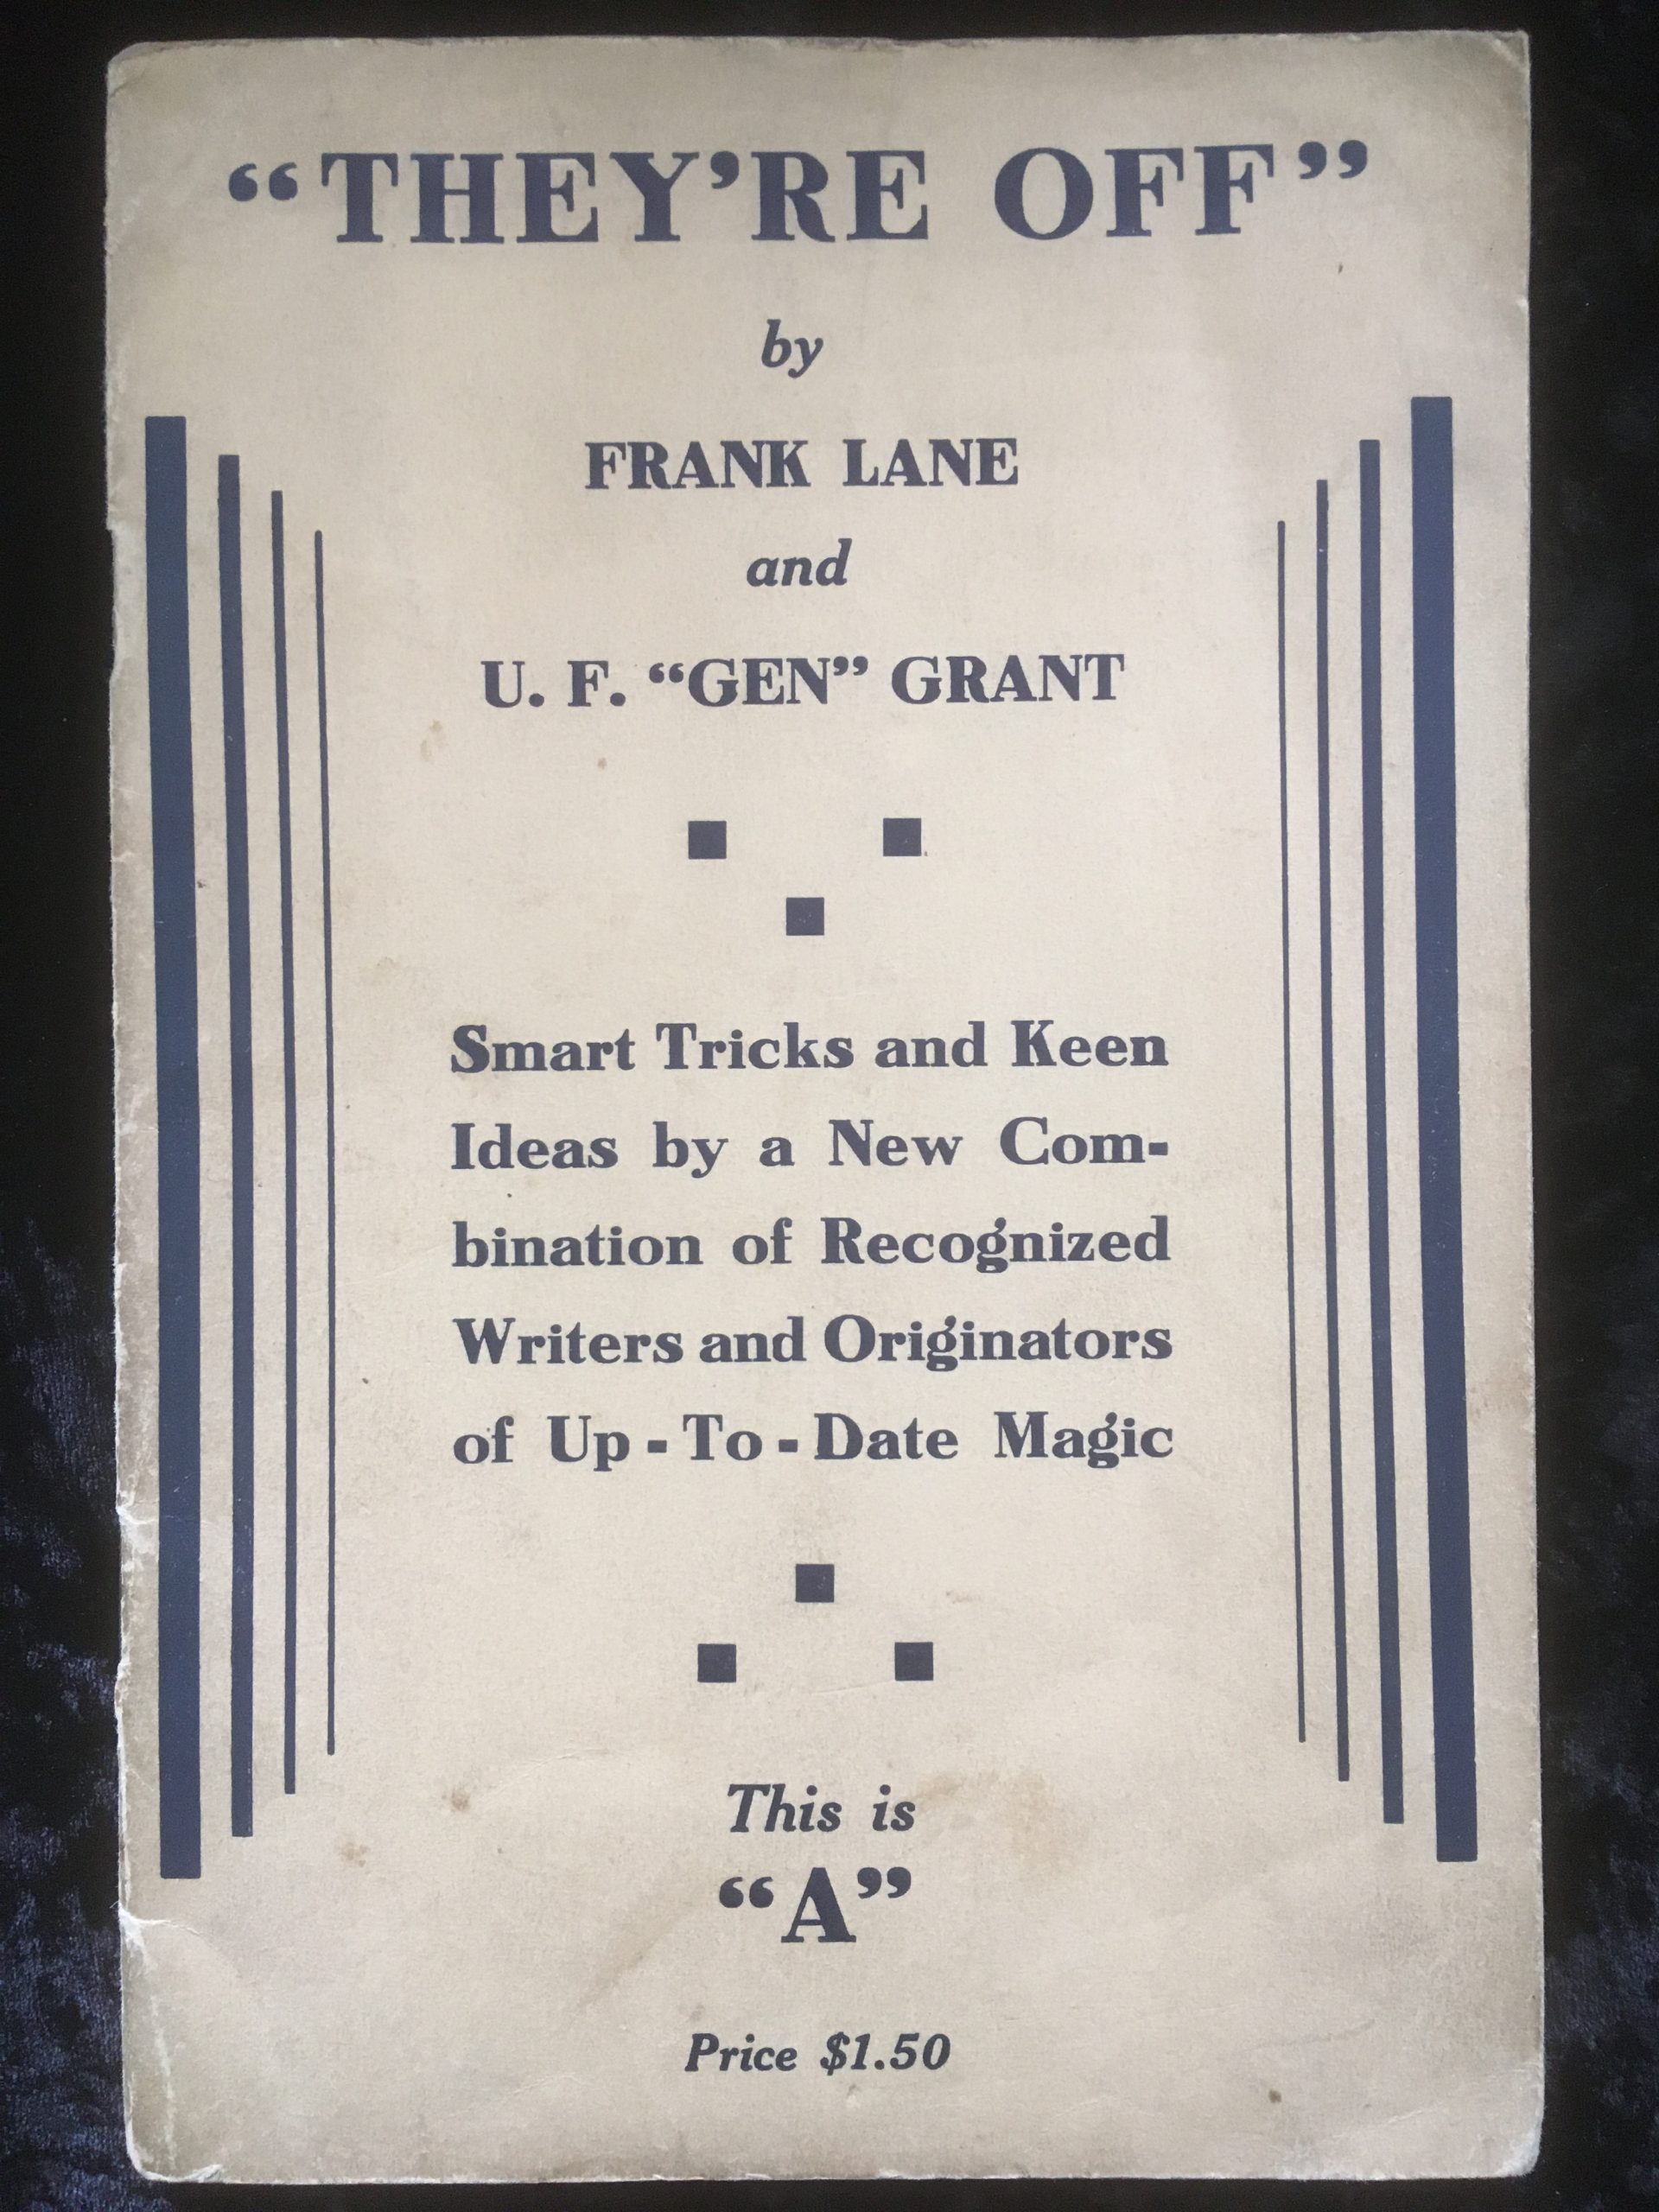 “THEY’RE OFF”
by
FRANK LANE
and
U. F. “GEN” GRANT
Smart Tricks and Keen
Ideas by a New Com-
bination of Recognized
Writers and Originators
of Up-To-Date Magic
This is
“A”
Price $1.50